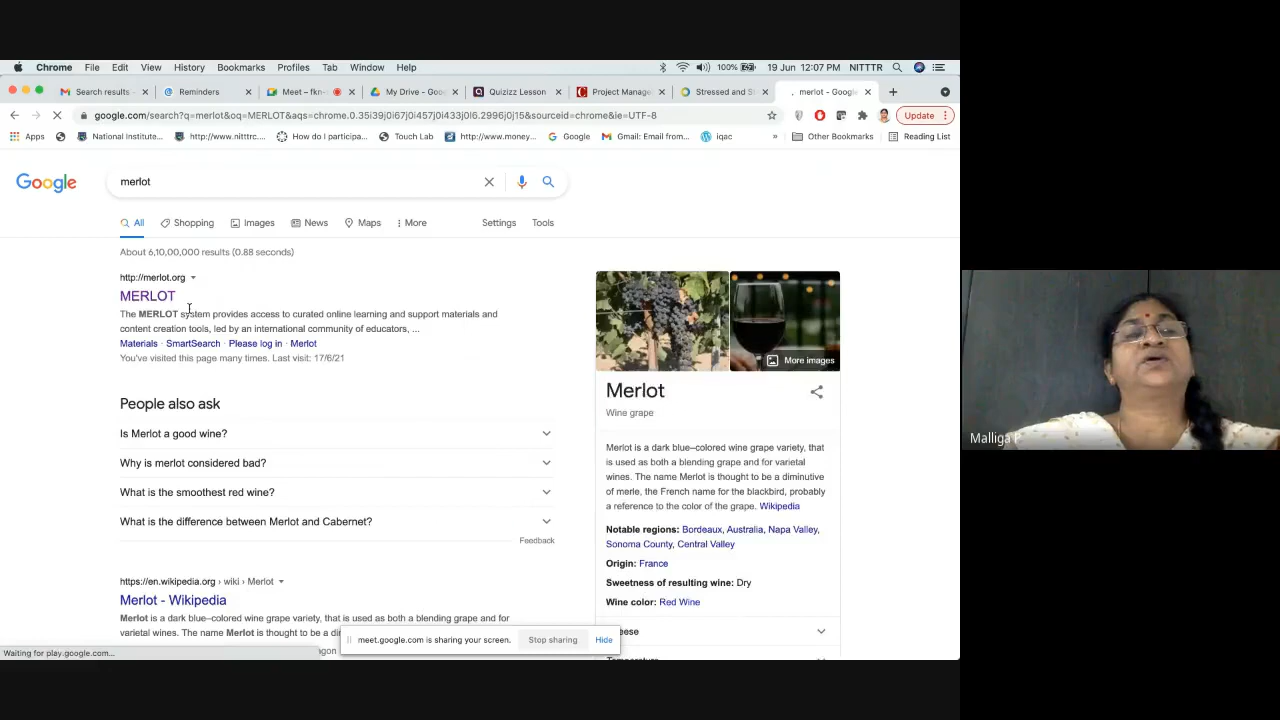 Chrome File Edit View History Bookmarks Profiles Tab Window Help 100% 19 Jun 12:07 PM NITTTR
Search results - Reminders Meet – fkn- My Drive - Goo Quizizz Lesson Project Manage Stressed and S merlot - Google
google.com/search?q=merlot&oq=MERLOT&aqs=chrome.0.35i39j0i67j0i457j0i433j0l6.2996j0j15&sourceid=chrome&ie=UTF-8 Update
Apps National Institute... http://www.nitttrc.... How do i participa... Touch Lab http://www.money... Google Gmail: Email from... iqac » Other Bookmarks Reading List
Google merlot
All Shopping Images News Maps More Settings Tools
About 6,10,00,000 results (0.88 seconds)
http://merlot.org
MERLOT
The MERLOT system provides access to curated online learning and support materials and
content creation tools, led by an international community of educators, ...
Materials · SmartSearch · Please log in · Merlot
You've visited this page many times. Last visit: 17/6/21
People also ask
Is Merlot a good wine?
Why is merlot considered bad?
What is the smoothest red wine?
What is the difference between Merlot and Cabernet?
Feedback
https://en.wikipedia.org › wiki › Merlot
Merlot - Wikipedia
Merlot is a dark blue–colored wine grape variety, that is used as both a blending grape and for
varietal wines. The name Merlot is thought to be a di
More images
Merlot
Wine grape
Merlot is a dark blue–colored wine grape variety, that
is used as both a blending grape and for varietal
wines. The name Merlot is thought to be a diminutive
of merle, the French name for the blackbird, probably
a reference to the color of the grape. Wikipedia
Notable regions: Bordeaux, Australia, Napa Valley,
Sonoma County, Central Valley
Origin: France
Sweetness of resulting wine: Dry
Wine color: Red Wine
meet.google.com is sharing your screen. Stop sharing Hide
Waiting for play.google.com...
Malliga P